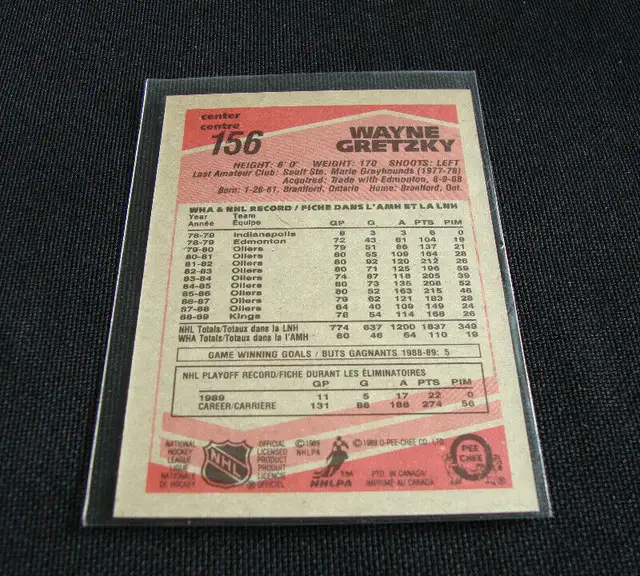 center
centre
156
WAYNE
GRETZKY
HEIGHT: 6' 0" WEIGHT: 170 SHOOTS: LEFT
Last Amateur Club: Sault Ste. Marie Greyhounds (1977-78)
Acquired: Trade with Edmonton, 8-9-88
Born: 1-26-61, Brantford, Ontario Home: Brantford, Ont.
WHA & NHL RECORD / FICHE DANS L'AMH ET LA LNH
Year Team
Année Équipe GP G A PTS PIM
78-79 Indianapolis 8 3 3 6 0
78-79 Edmonton 72 43 61 104 19
79-80 Oilers 79 51 86 137 21
80-81 Oilers 80 55 109 164 28
81-82 Oilers 80 92 120 212 26
82-83 Oilers 80 71 125 196 59
83-84 Oilers 74 87 118 205 39
84-85 Oilers 80 73 135 208 52
85-86 Oilers 80 52 163 215 46
86-87 Oilers 79 62 121 183 28
87-88 Oilers 64 40 109 149 24
88-89 Kings 78 54 114 168 26
NHL Totals/Totaux dans la LNH 774 637 1200 1837 349
WHA Totals/Totaux dans la l'AMH 80 46 64 110 19
GAME WINNING GOALS / BUTS GAGNANTS 1988-89: 5
NHL PLAYOFF RECORD/FICHE DURANT LES ÉLIMINATOIRES
GP G A PTS PIM
1989 11 5 17 22 0
CAREER/CARRIÈRE 131 86 188 274 56
NATIONAL
HOCKEY
LEAGUE
LIGUE
NATIONALE
DE HOCKEY
NHL
OFFICIAL
LICENSED
PRODUCT
PRODUIT
LICENCIÉ
OU OFFICIEL
© 1989
NHLPA
TM
NHLPA
© 1989 O-PEE-CHEE CO. LTD.
PTD. IN CANADA/
IMPRIMÉ AU CANADA
O
PEE
CHEE